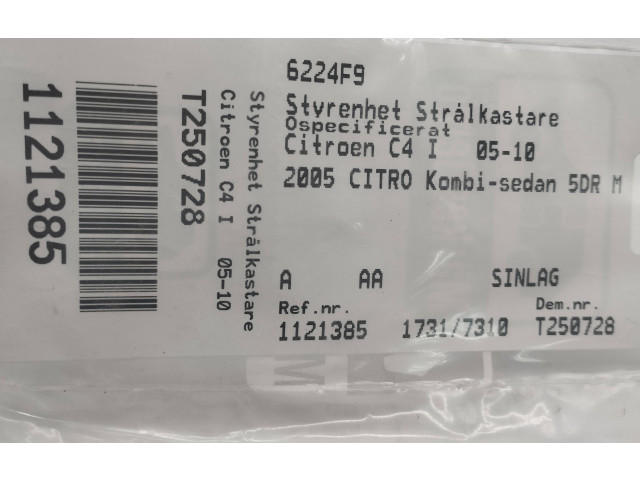 1121385
T250728
Styrenhet Strålkastare
Citroen C4 I 05-10
6224F9
Styrenhet Strålkastare
Ospecificerat
Citroen C4 I 05-10
2005 CITRO Kombi-sedan 5DR M
A AA SINLAG
Ref.nr. Dem.nr.
1121385 1731/7310 T250728
M